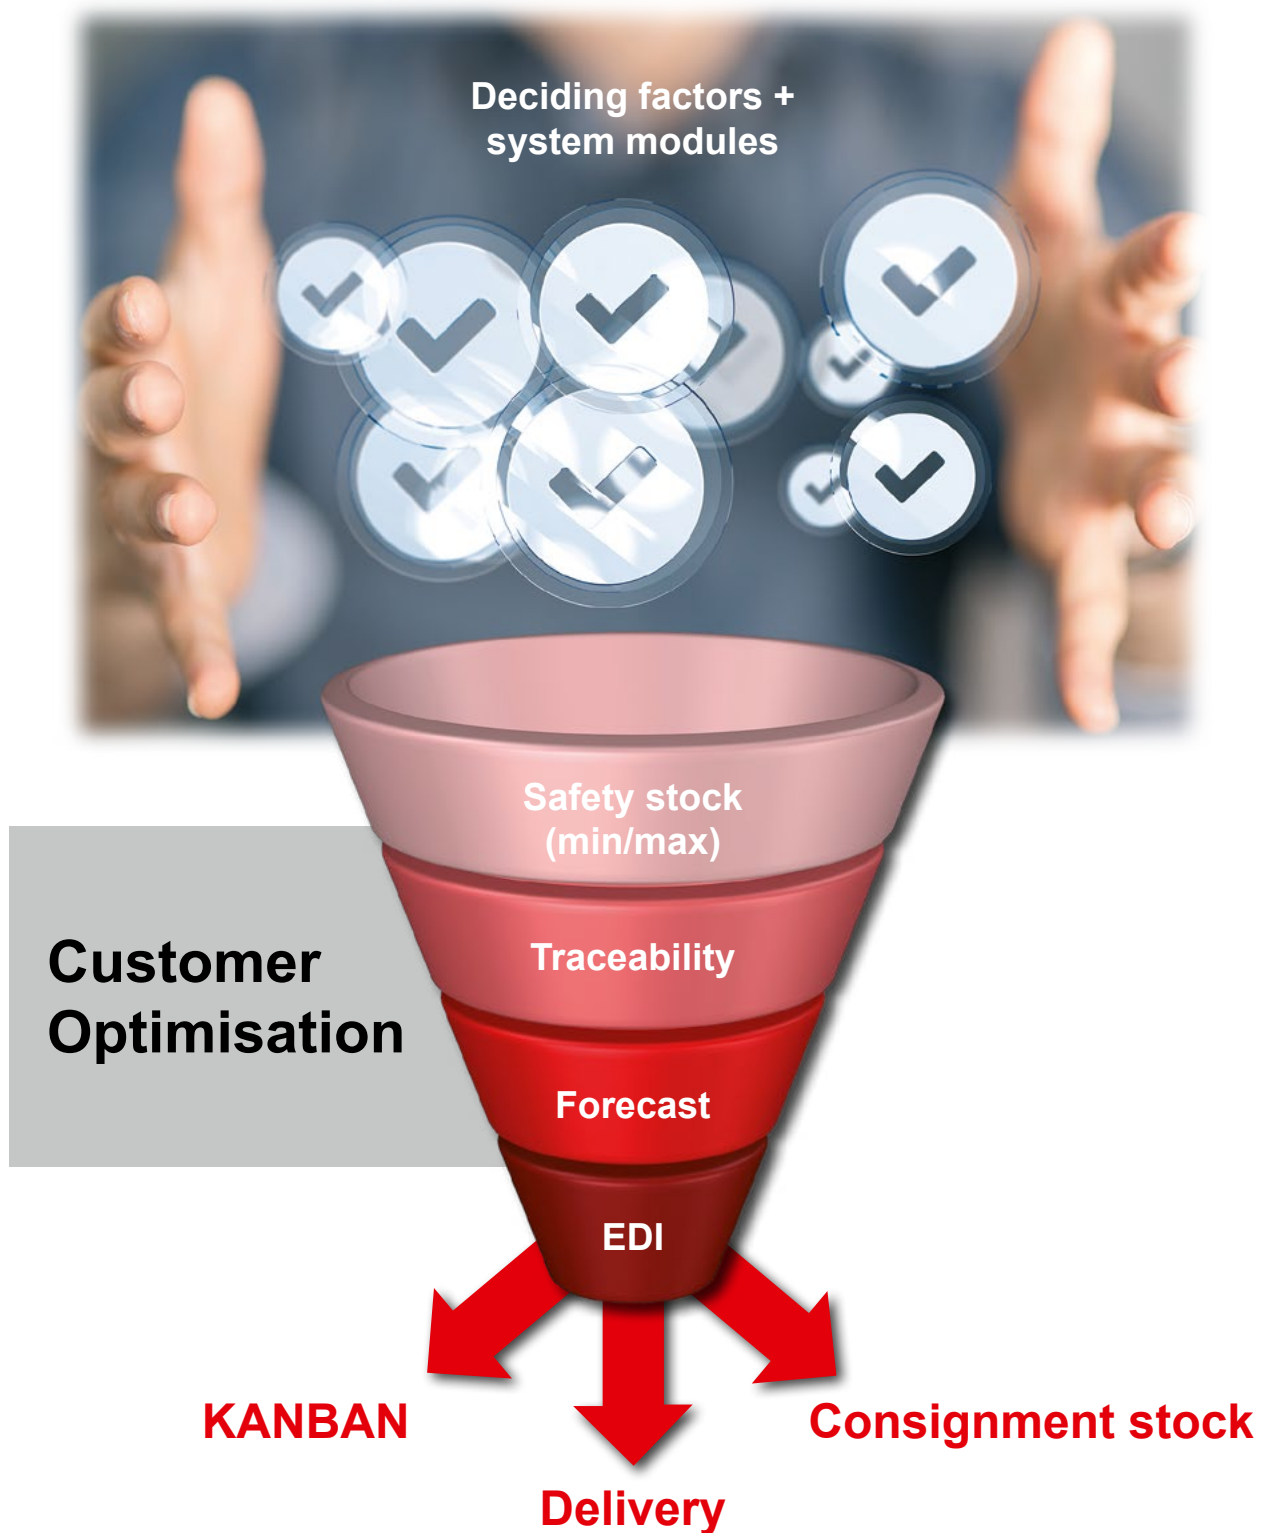 Deciding factors +
system modules
Safety stock
(min/max)
Traceability
Customer
Optimisation
Forecast
EDI
KANBAN
Consignment stock
Delivery